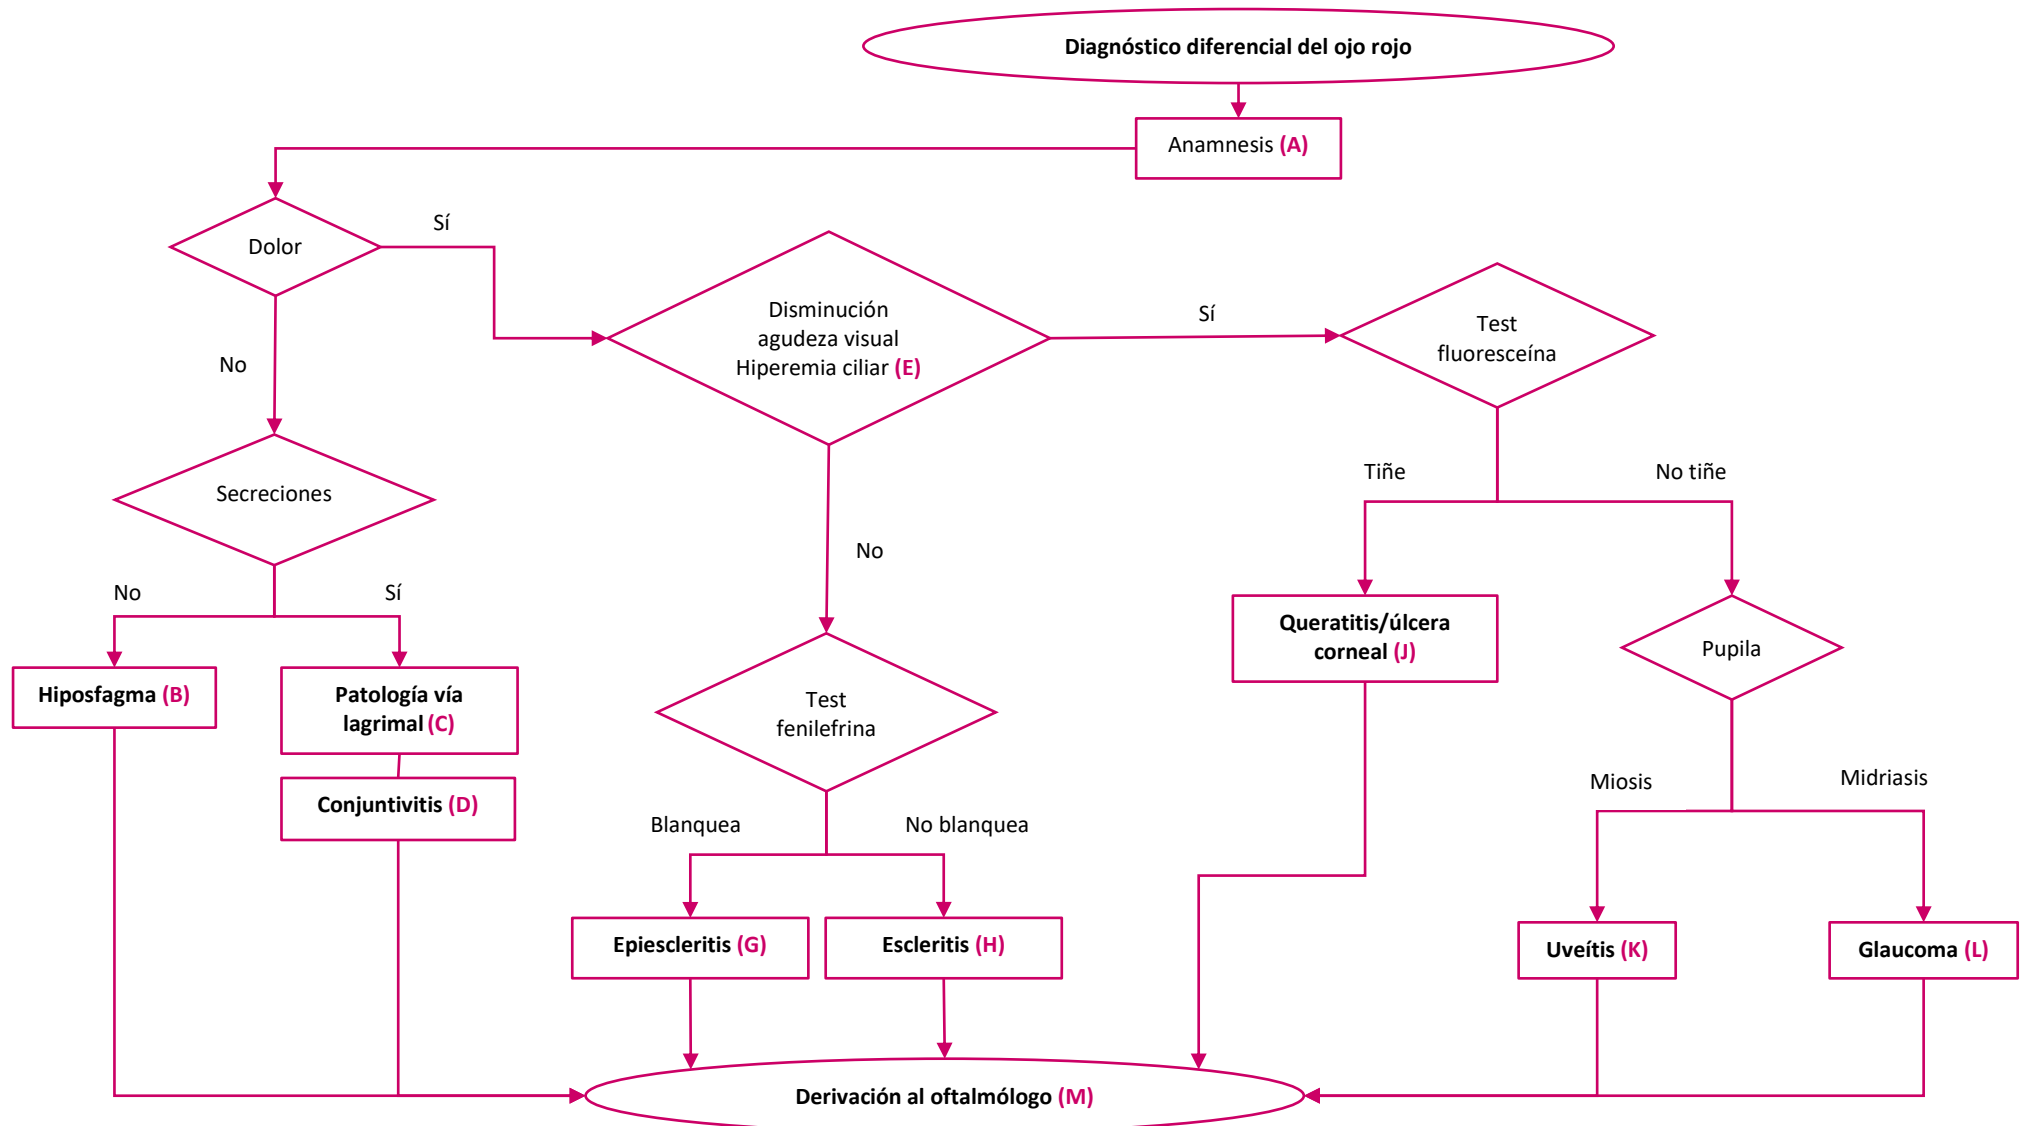 Diagnóstico diferencial del ojo rojo
Anamnesis (A)
Dolor
Sí
No
Disminución
agudeza visual
Hiperemia ciliar (E)
Sí
Test
fluoresceína
Secreciones
No
Sí
No
Tiñe
No tiñe
Hiposfagma (B)
Patología vía
lagrimal (C)
Conjuntivitis (D)
Test
fenilefrina
Queratitis/úlcera
corneal (J)
Pupila
Blanquea
No blanquea
Miosis
Midriasis
Epiescleritis (G)
Escleritis (H)
Uveítis (K)
Glaucoma (L)
Derivación al oftalmólogo (M)